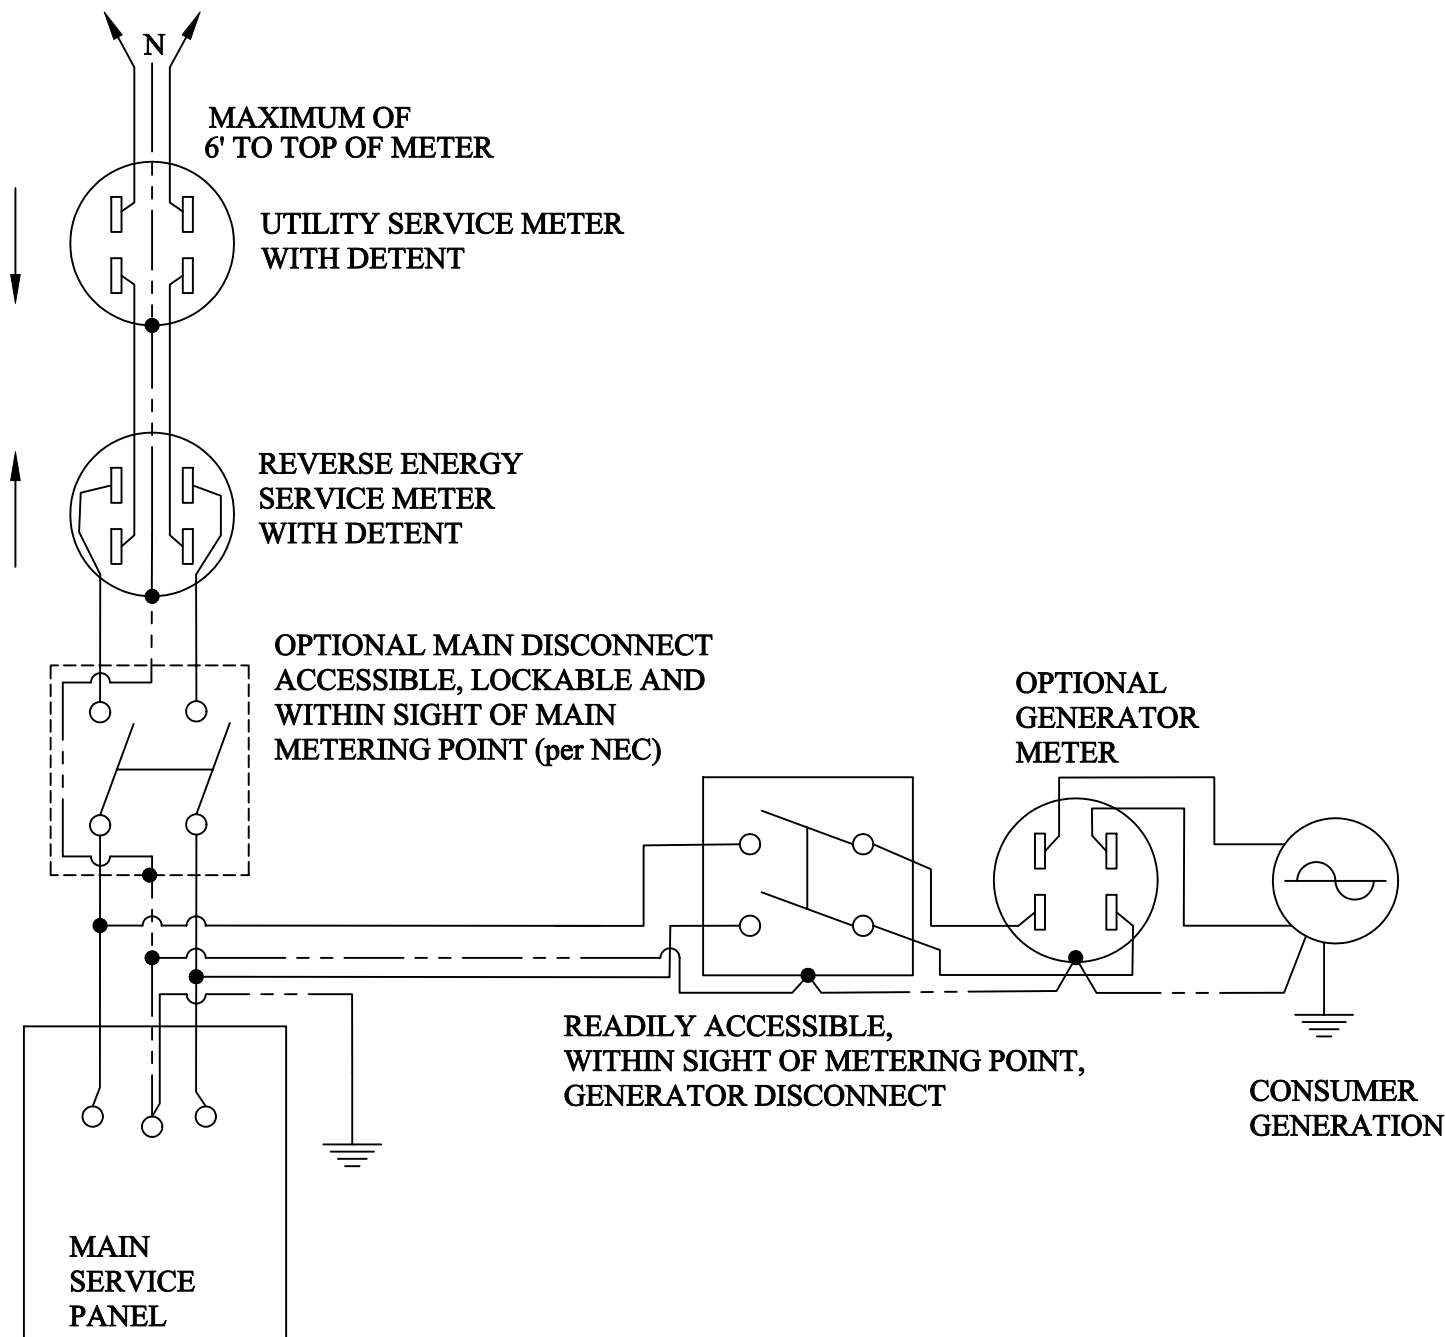 N
MAXIMUM OF
6' TO TOP OF METER
UTILITY SERVICE METER
WITH DETENT
REVERSE ENERGY
SERVICE METER
WITH DETENT
OPTIONAL MAIN DISCONNECT
ACCESSIBLE, LOCKABLE AND
WITHIN SIGHT OF MAIN
METERING POINT (per NEC)
OPTIONAL
GENERATOR
METER
READILY ACCESSIBLE,
WITHIN SIGHT OF METERING POINT,
GENERATOR DISCONNECT
CONSUMER
GENERATION
MAIN
SERVICE
PANEL